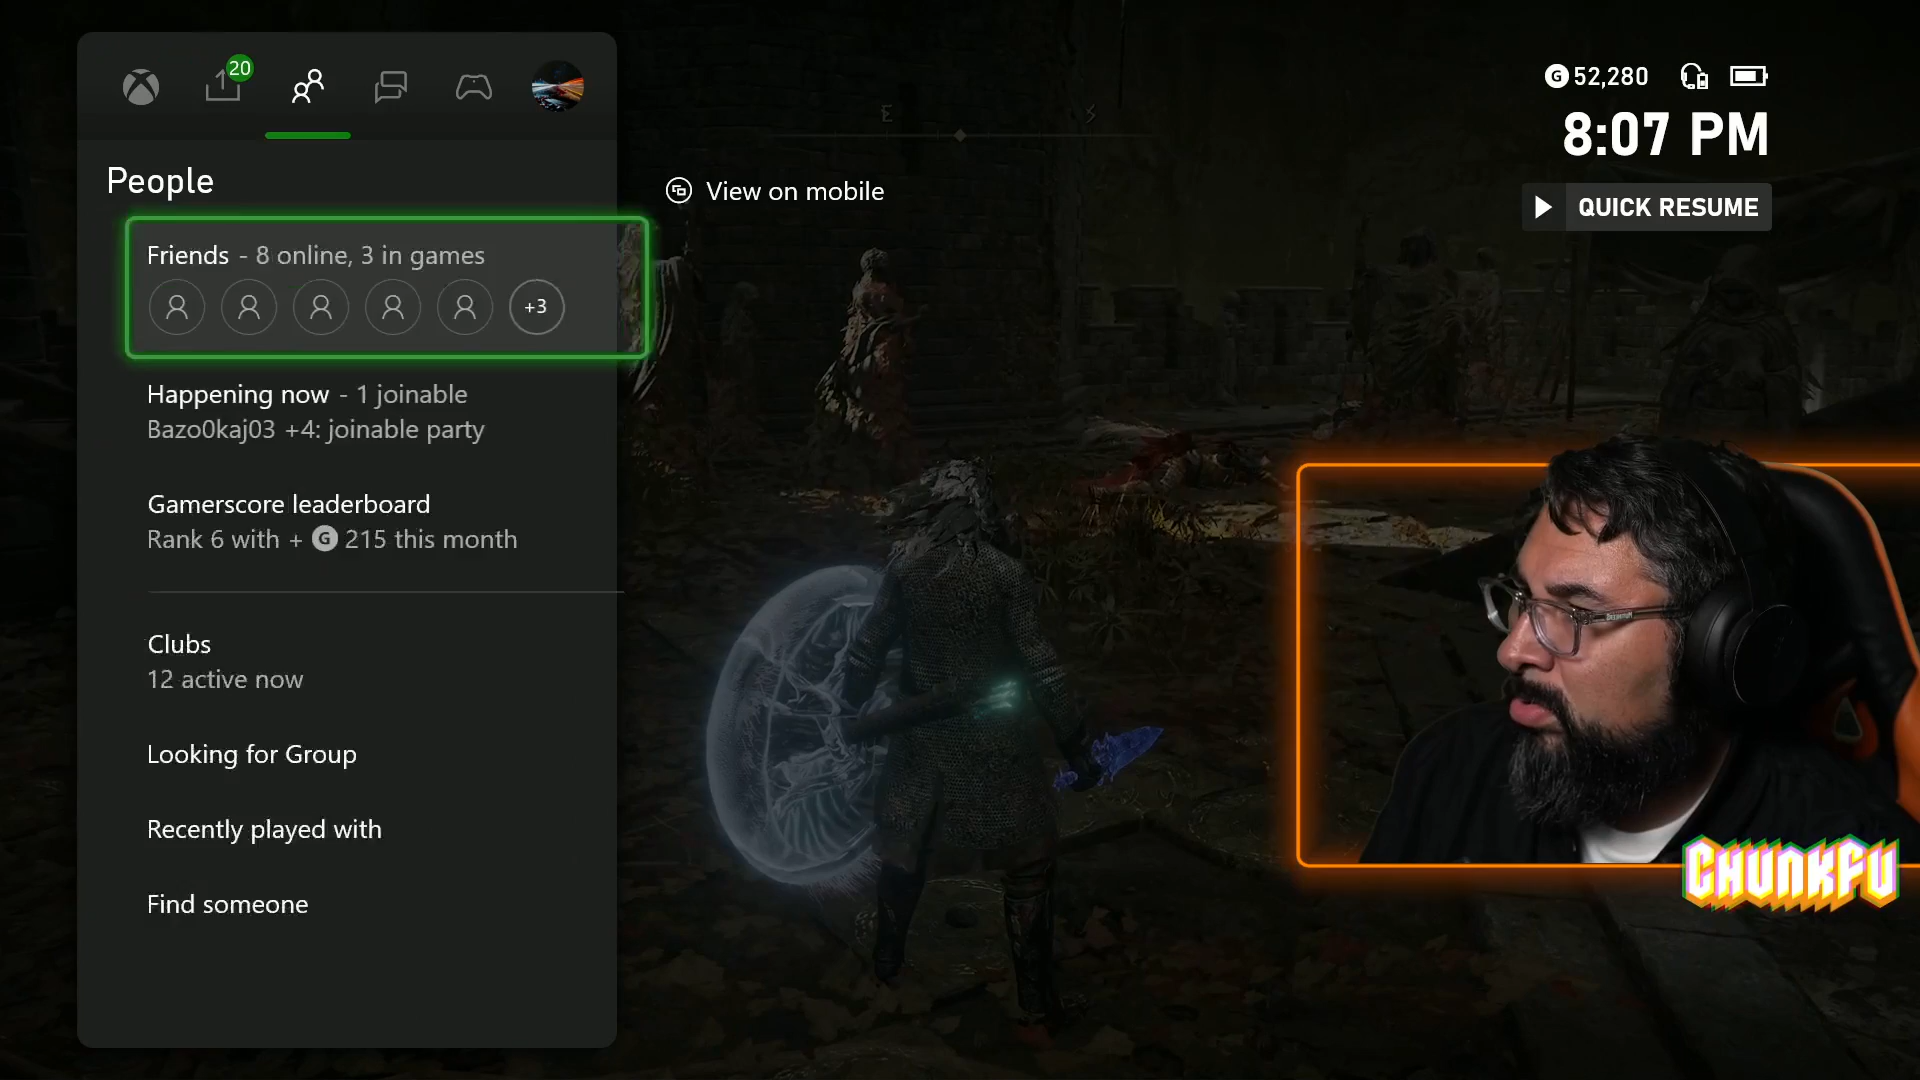 20
G 52,280
8:07 PM
QUICK RESUME
E
S
People
View on mobile
Friends - 8 online, 3 in games
+3
Happening now - 1 joinable
Bazo0kaj03 +4: joinable party
Gamerscore leaderboard
Rank 6 with + G 215 this month
Clubs
12 active now
Looking for Group
Recently played with
Find someone
CHUNKFU